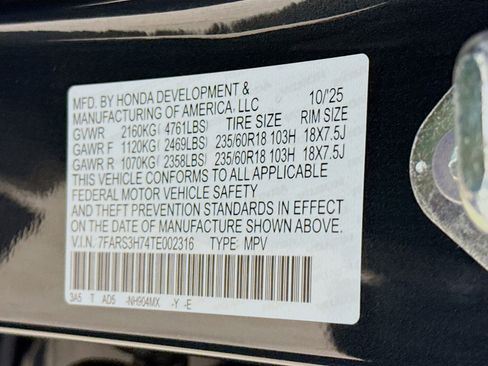 MFD. BY HONDA DEVELOPMENT &
MANUFACTURING OF AMERICA, LLC 10/'25
GVWR 2160KG( 4761LBS) TIRE SIZE RIM SIZE
GAWR F 1120KG( 2469LBS) 235/60R18 103H 18X7.5J
GAWR R 1070KG( 2358LBS) 235/60R18 103H 18X7.5J
THIS VEHICLE CONFORMS TO ALL APPLICABLE
FEDERAL MOTOR VEHICLE SAFETY
AND THEFT PREVENTION STANDARDS IN EFFECT
ON THE DATE OF MANUFACTURE SHOWN ABOVE.
V.I.N. 7FARS3H74TE002316 TYPE: MPV
3A5 T AD5 -NH904MX -Y -E